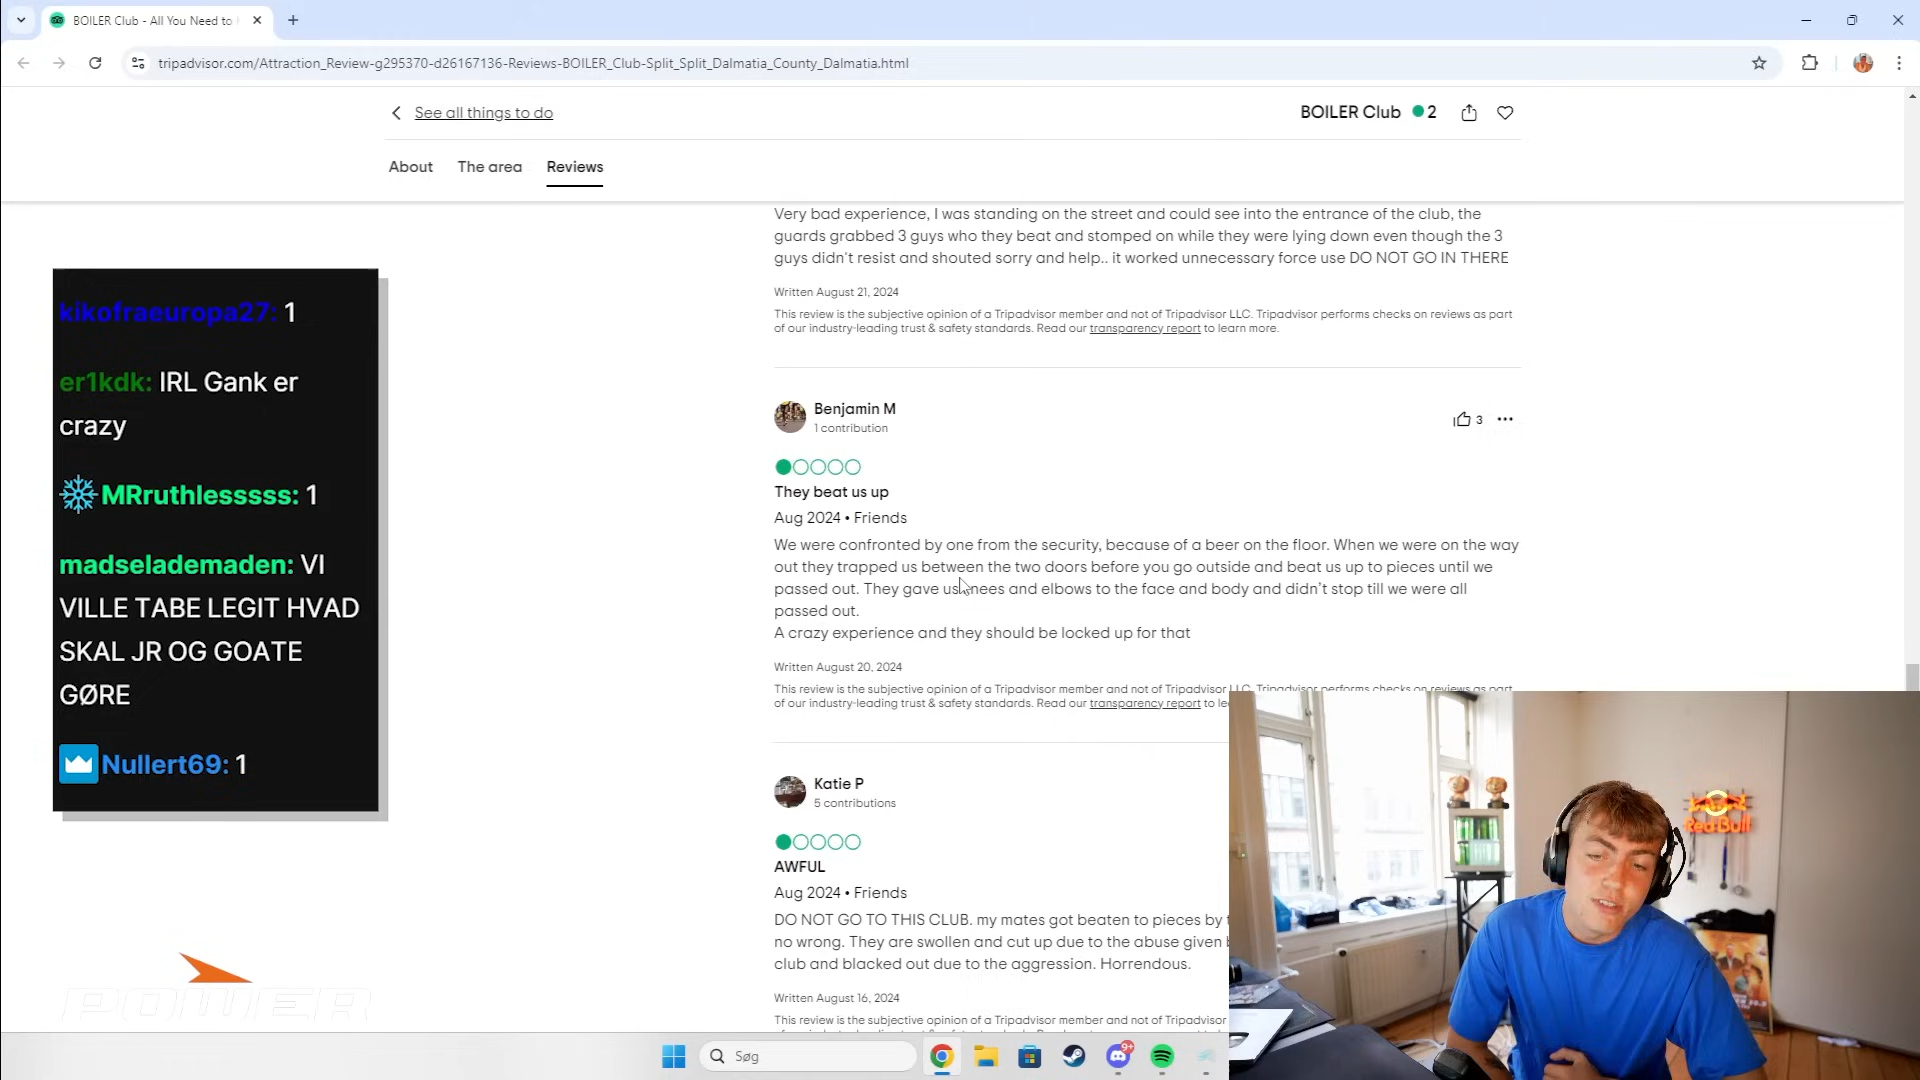 BOILER Club - All You Need to
tripadvisor.com/Attraction_Review-g295370-d26167136-Reviews-BOILER_Club-Split_Split_Dalmatia_County_Dalmatia.html
See all things to do
BOILER Club 2
About The area Reviews
Very bad experience, I was standing on the street and could see into the entrance of the club, the
guards grabbed 3 guys who they beat and stomped on while they were lying down even though the 3
guys didn't resist and shouted sorry and help.. it worked unnecessary force use DO NOT GO IN THERE
Written August 21, 2024
This review is the subjective opinion of a Tripadvisor member and not of Tripadvisor LLC. Tripadvisor performs checks on reviews as part
of our industry-leading trust & safety standards. Read our transparency report to learn more.
Benjamin M
1 contribution
3
They beat us up
Aug 2024 • Friends
We were confronted by one from the security, because of a beer on the floor. When we were on the way
out they trapped us between the two doors before you go outside and beat us up to pieces until we
passed out. They gave us nees and elbows to the face and body and didn't stop till we were all
passed out.
A crazy experience and they should be locked up for that
Written August 20, 2024
This review is the subjective opinion of a Tripadvisor member and not of Tripadvisor LLC. Tripadvisor performs checks on reviews as part
of our industry-leading trust & safety standards. Read our transparency report to
Katie P
5 contributions
AWFUL
Aug 2024 • Friends
DO NOT GO TO THIS CLUB. my mates got beaten to pieces by
no wrong. They are swollen and cut up due to the abuse given
club and blacked out due to the aggression. Horrendous.
Written August 16, 2024
This review is the subjective opinion of a Tripadvisor member and not of Tripadvisor
kikofraeuropa27: 1
er1kdk: IRL Gank er
crazy
MRruthlesssss: 1
madselademaden: VI
VILLE TABE LEGIT HVAD
SKAL JR OG GOATE
GØRE
Nullert69: 1
POWER
Red Bull
Søg
9+